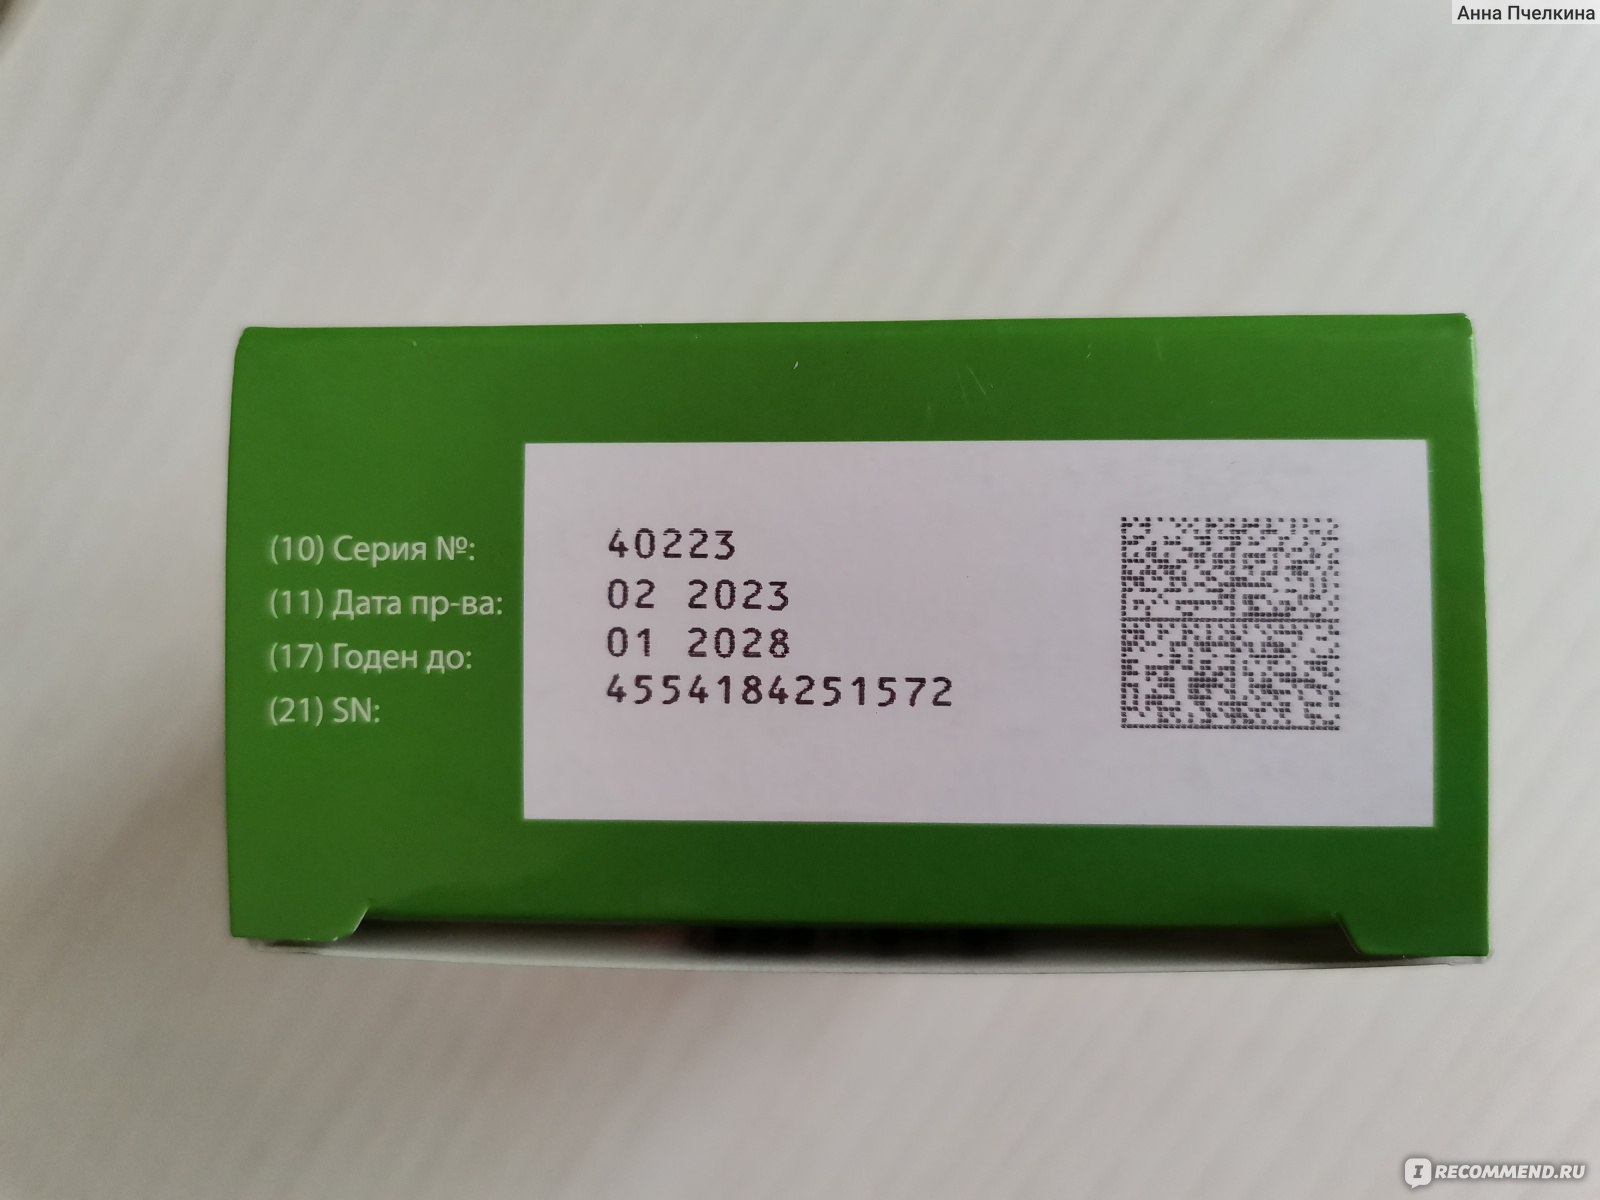 Анна Пчелкина
(10) Серия №: 40223
(11) Дата пр-ва: 02 2023
(17) Годен до: 01 2028
(21) SN: 4554184251572
IRECOMMEND.RU